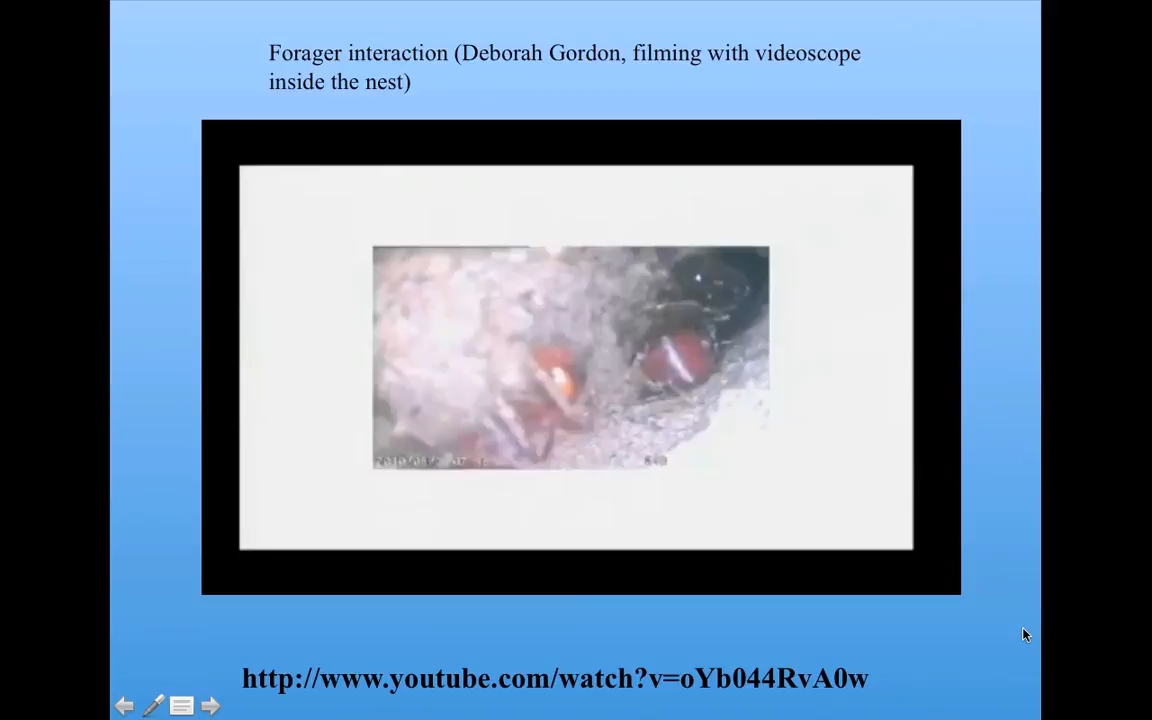 Forager interaction (Deborah Gordon, filming with videoscope
inside the nest)
http://www.youtube.com/watch?v=oYb044RvA0w